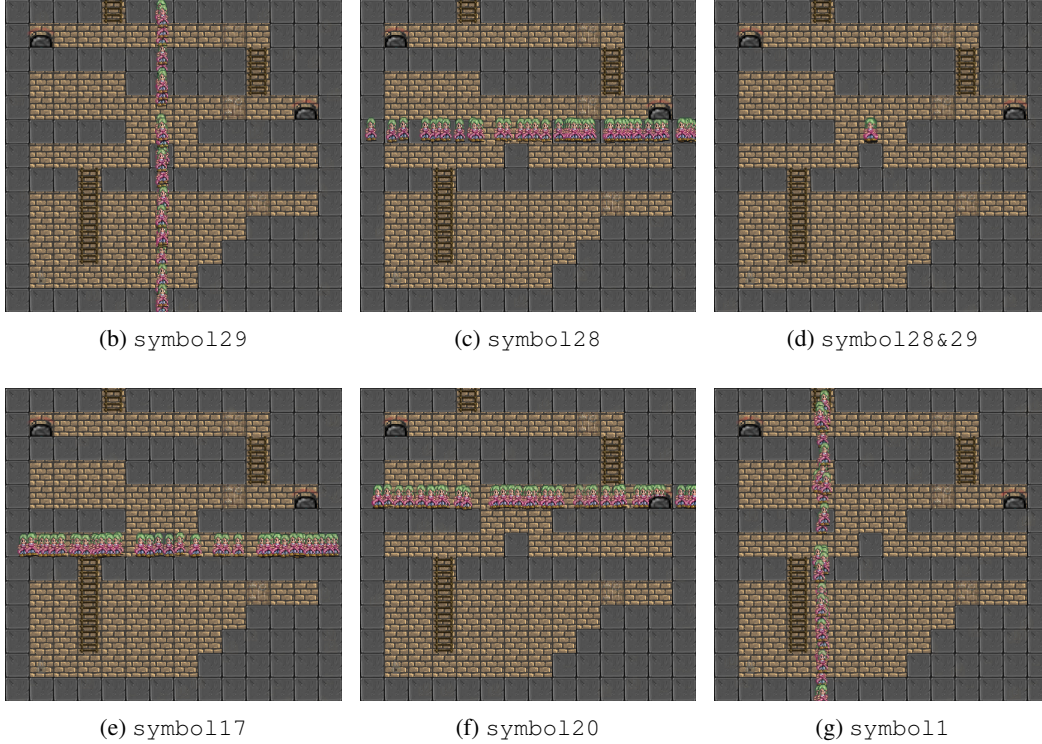 (b) symbol29
(c) symbol28
(d) symbol28&29
(e) symbol17
(f) symbol20
(g) symbol1